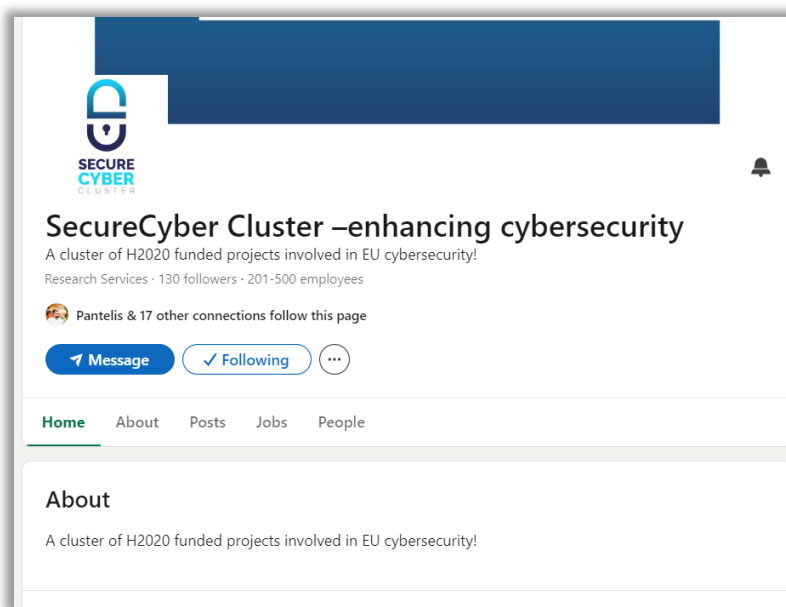 SECURE
CYBER
CLUSTER
SecureCyber Cluster –enhancing cybersecurity
A cluster of H2020 funded projects involved in EU cybersecurity!
Research Services · 130 followers · 201-500 employees
Pantelis & 17 other connections follow this page
Message
Following
Home About Posts Jobs People
About
A cluster of H2020 funded projects involved in EU cybersecurity!